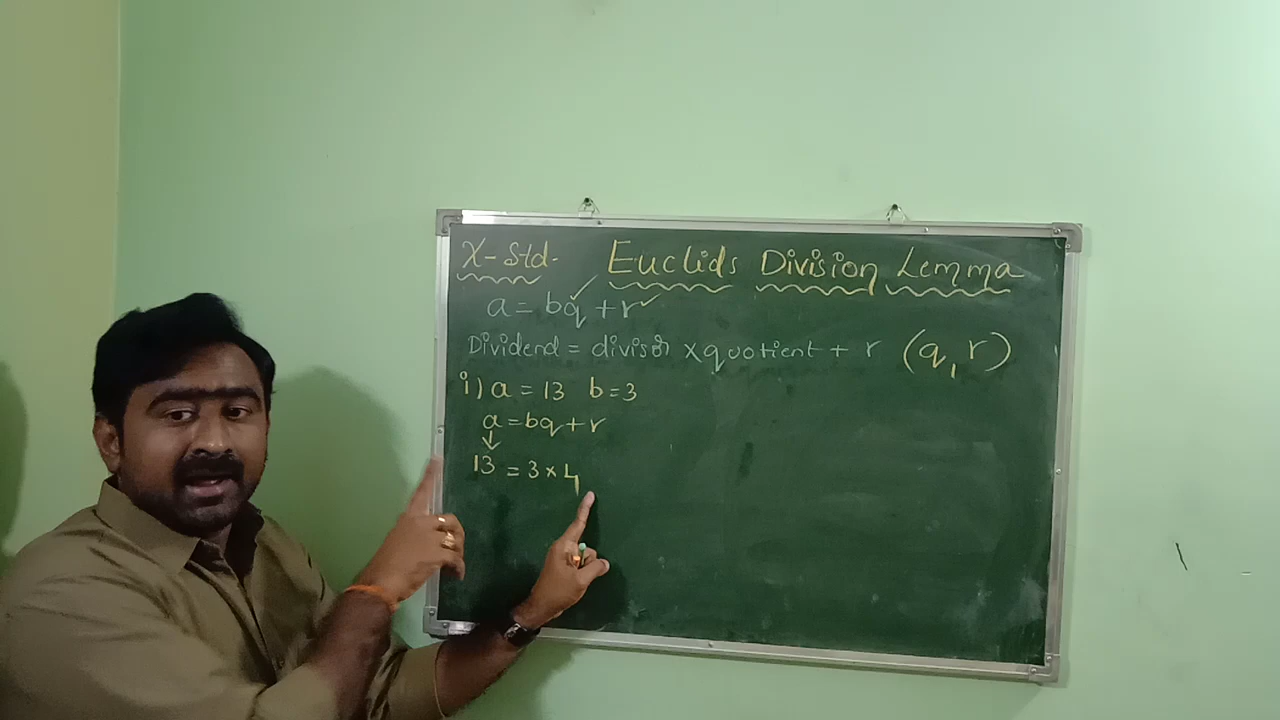 X-Std. Euclids Division Lemma
a = bq + r
Dividend = divisor × quotient + r (q, r)
i) a = 13 b = 3
a = bq + r
13 = 3 × 4